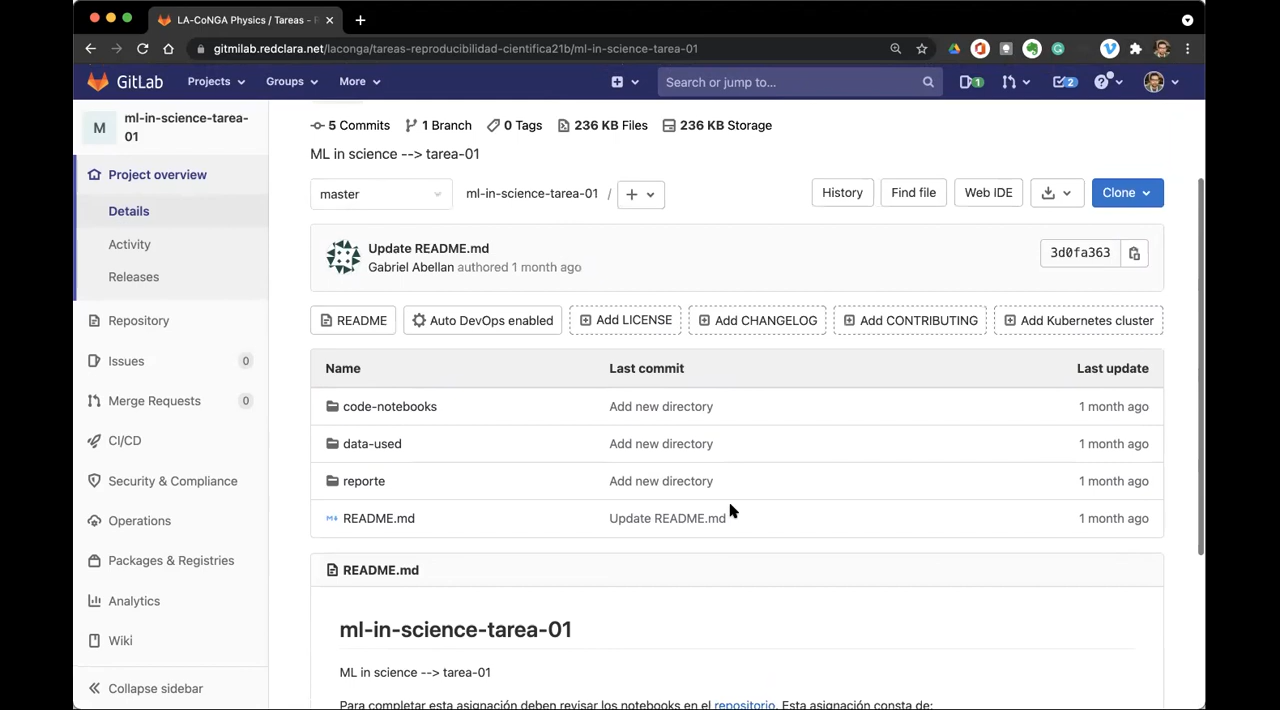 LA-CoNGA Physics / Tareas -
gitmilab.redclara.net/laconga/tareas-reproducibilidad-cientifica21b/ml-in-science-tarea-01
GitLab Projects Groups More Search or jump to... 1 2
M ml-in-science-tarea-01
Project overview
Details
Activity
Releases
Repository
Issues 0
Merge Requests 0
CI/CD
Security & Compliance
Operations
Packages & Registries
Analytics
Wiki
Collapse sidebar
5 Commits 1 Branch 0 Tags 236 KB Files 236 KB Storage
ML in science --> tarea-01
master ml-in-science-tarea-01 / + History Find file Web IDE Clone
Update README.md
Gabriel Abellan authored 1 month ago
3d0fa363
README Auto DevOps enabled Add LICENSE Add CHANGELOG Add CONTRIBUTING Add Kubernetes cluster
Name Last commit Last update
code-notebooks Add new directory 1 month ago
data-used Add new directory 1 month ago
reporte Add new directory 1 month ago
README.md Update README.md 1 month ago
README.md
ml-in-science-tarea-01
ML in science --> tarea-01
Para completar esta asignación deben revisar los notebooks en el repositorio. Esta asignación consta de: